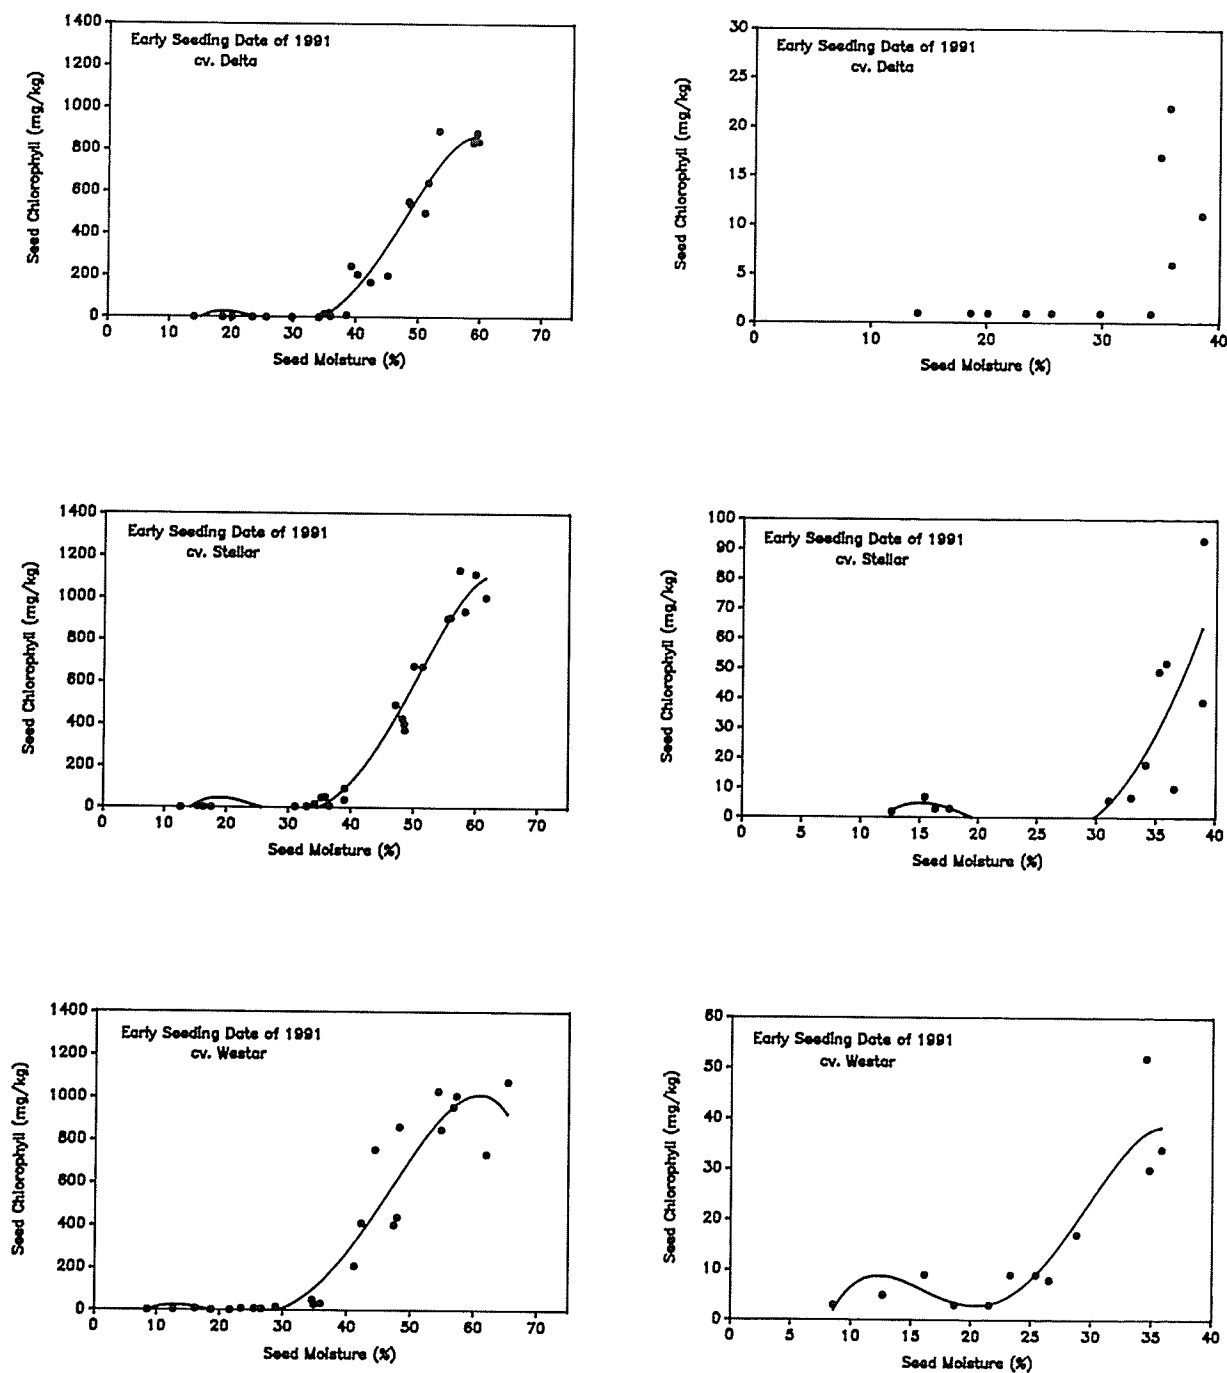 Early Seeding Date of 1991
cv. Delta
Seed Chlorophyll (mg/kg)
1400
1200
1000
800
600
400
200
0
0 10 20 30 40 50 60 70
Seed Moisture (%)
Early Seeding Date of 1991
cv. Delta
Seed Chlorophyll (mg/kg)
30
25
20
15
10
5
0
0 10 20 30 40
Seed Moisture (%)
Early Seeding Date of 1991
cv. Stellar
Seed Chlorophyll (mg/kg)
1400
1200
1000
800
600
400
200
0
0 10 20 30 40 50 60 70
Seed Moisture (%)
Early Seeding Date of 1991
cv. Stellar
Seed Chlorophyll (mg/kg)
100
90
80
70
60
50
40
30
20
10
0
0 5 10 15 20 25 30 35 40
Seed Moisture (%)
Early Seeding Date of 1991
cv. Westar
Seed Chlorophyll (mg/kg)
1400
1200
1000
800
600
400
200
0
0 10 20 30 40 50 60 70
Seed Moisture (%)
Early Seeding Date of 1991
cv. Westar
Seed Chlorophyll (mg/kg)
60
50
40
30
20
10
0
0 5 10 15 20 25 30 35 40
Seed Moisture (%)